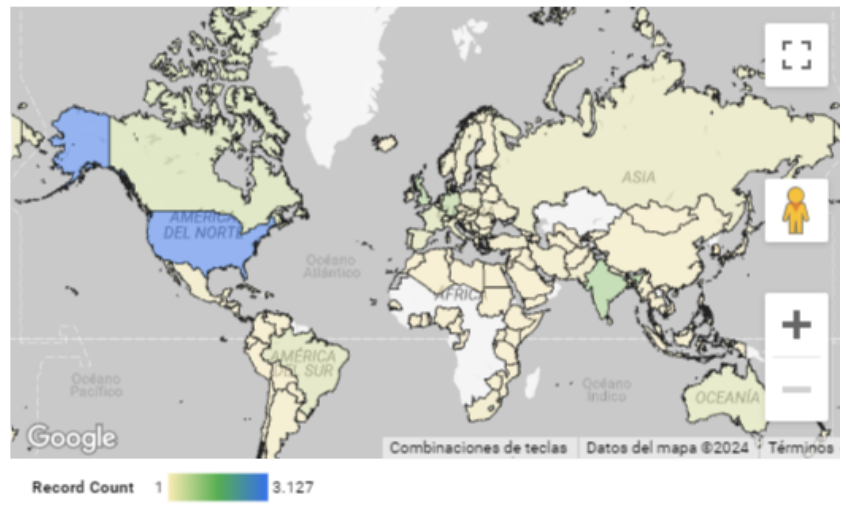 ASIA
AMÉRICA
DEL NORTE
Océano
Atlántico
ÁFRICA
AMÉRICA
DEL SUR
Océano
Pacífico
Océano
Índico
OCEANÍA
Google
Combinaciones de teclas
Datos del mapa ©2024
Términos
Record Count 1 3.127